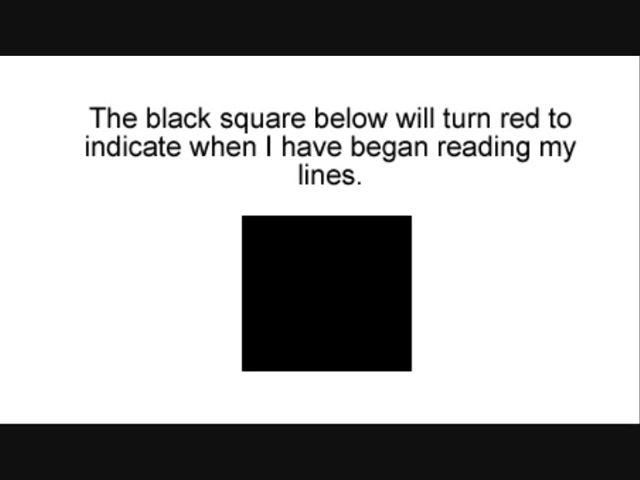 The black square below will turn red to
indicate when I have began reading my
lines.